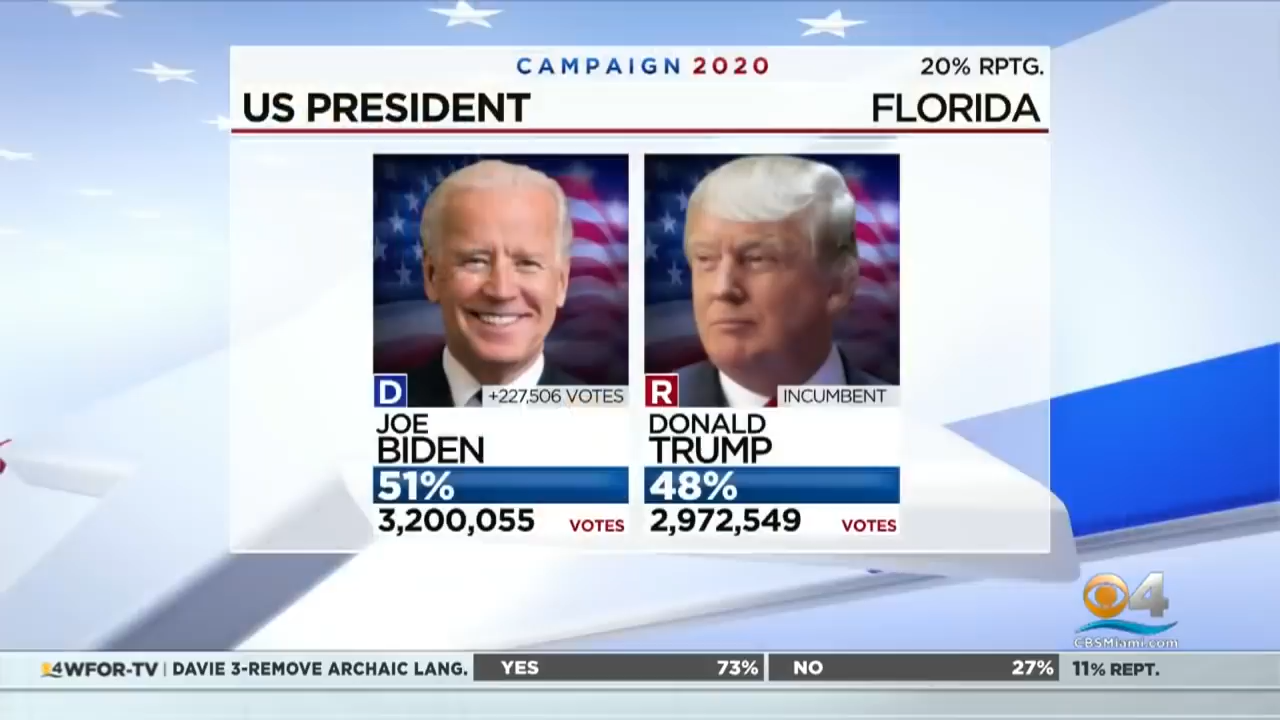 CAMPAIGN 2020
20% RPTG.
US PRESIDENT
FLORIDA
D
+227,506 VOTES
JOE
BIDEN
51%
3,200,055 VOTES
R
INCUMBENT
DONALD
TRUMP
48%
2,972,549 VOTES
4
CBSMiami.com
4 WFOR-TV | DAVIE 3-REMOVE ARCHAIC LANG. YES 73% NO 27% 11% REPT.